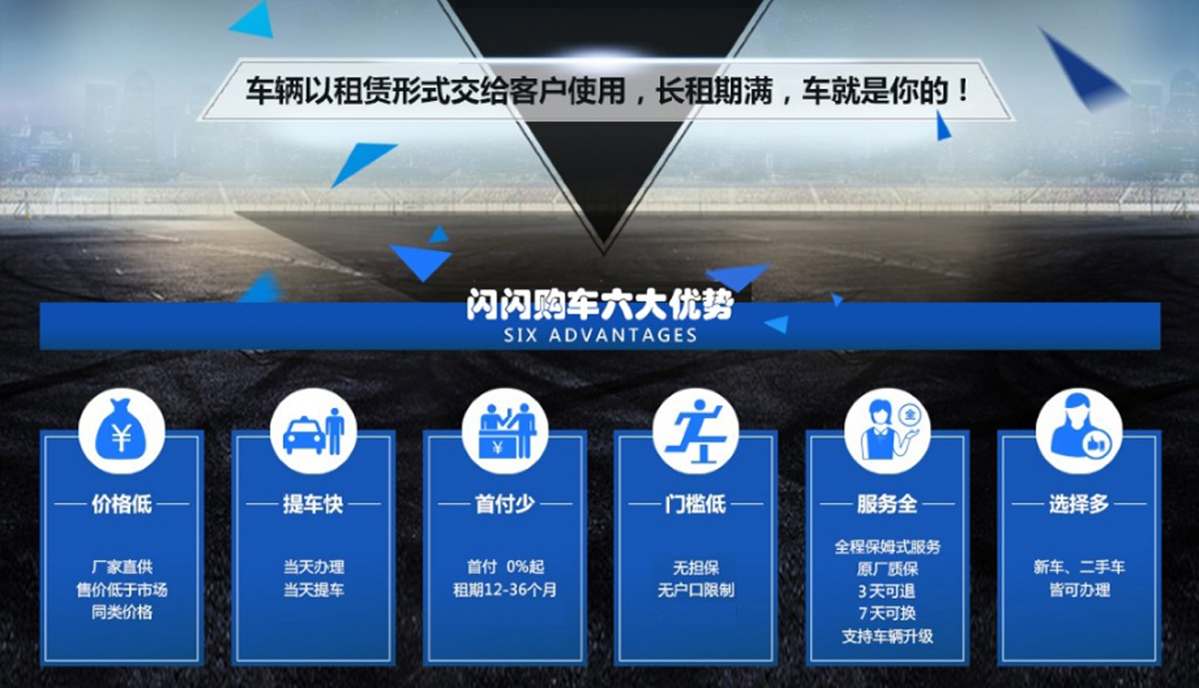 车辆以租赁形式交给客户使用，长租期满，车就是你的！
闪闪购车六大优势
SIX ADVANTAGES
¥
价格低
厂家直供
售价低于市场
同类价格
提车快
当天办理
当天提车
¥
首付少
首付 0%起
租期12-36个月
门槛低
无担保
无户口限制
全
服务全
全程保姆式服务
原厂质保
3天可退
7天可换
支持车辆升级
选择多
新车、二手车
皆可办理